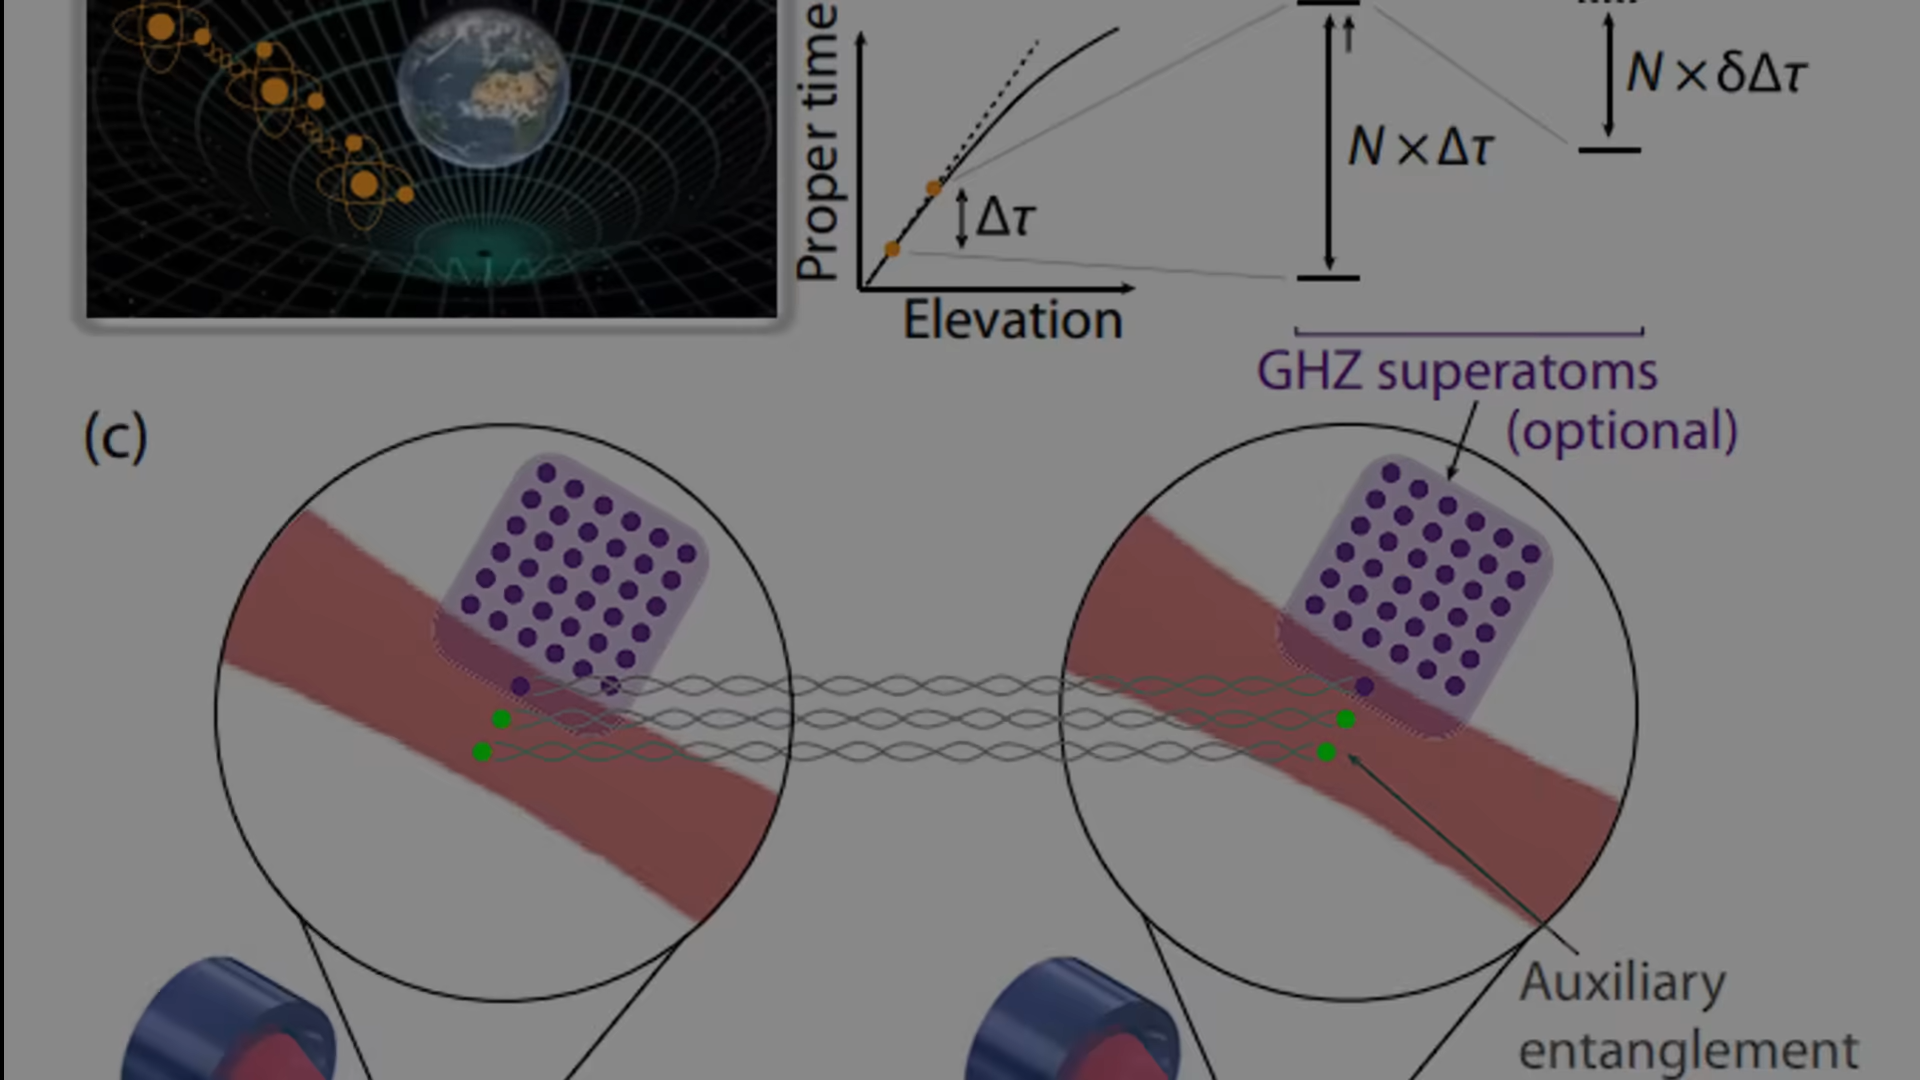 Proper time
Δτ
Elevation
N × Δτ
N × δΔτ
GHZ superatoms
(optional)
(c)
Auxiliary
entanglement